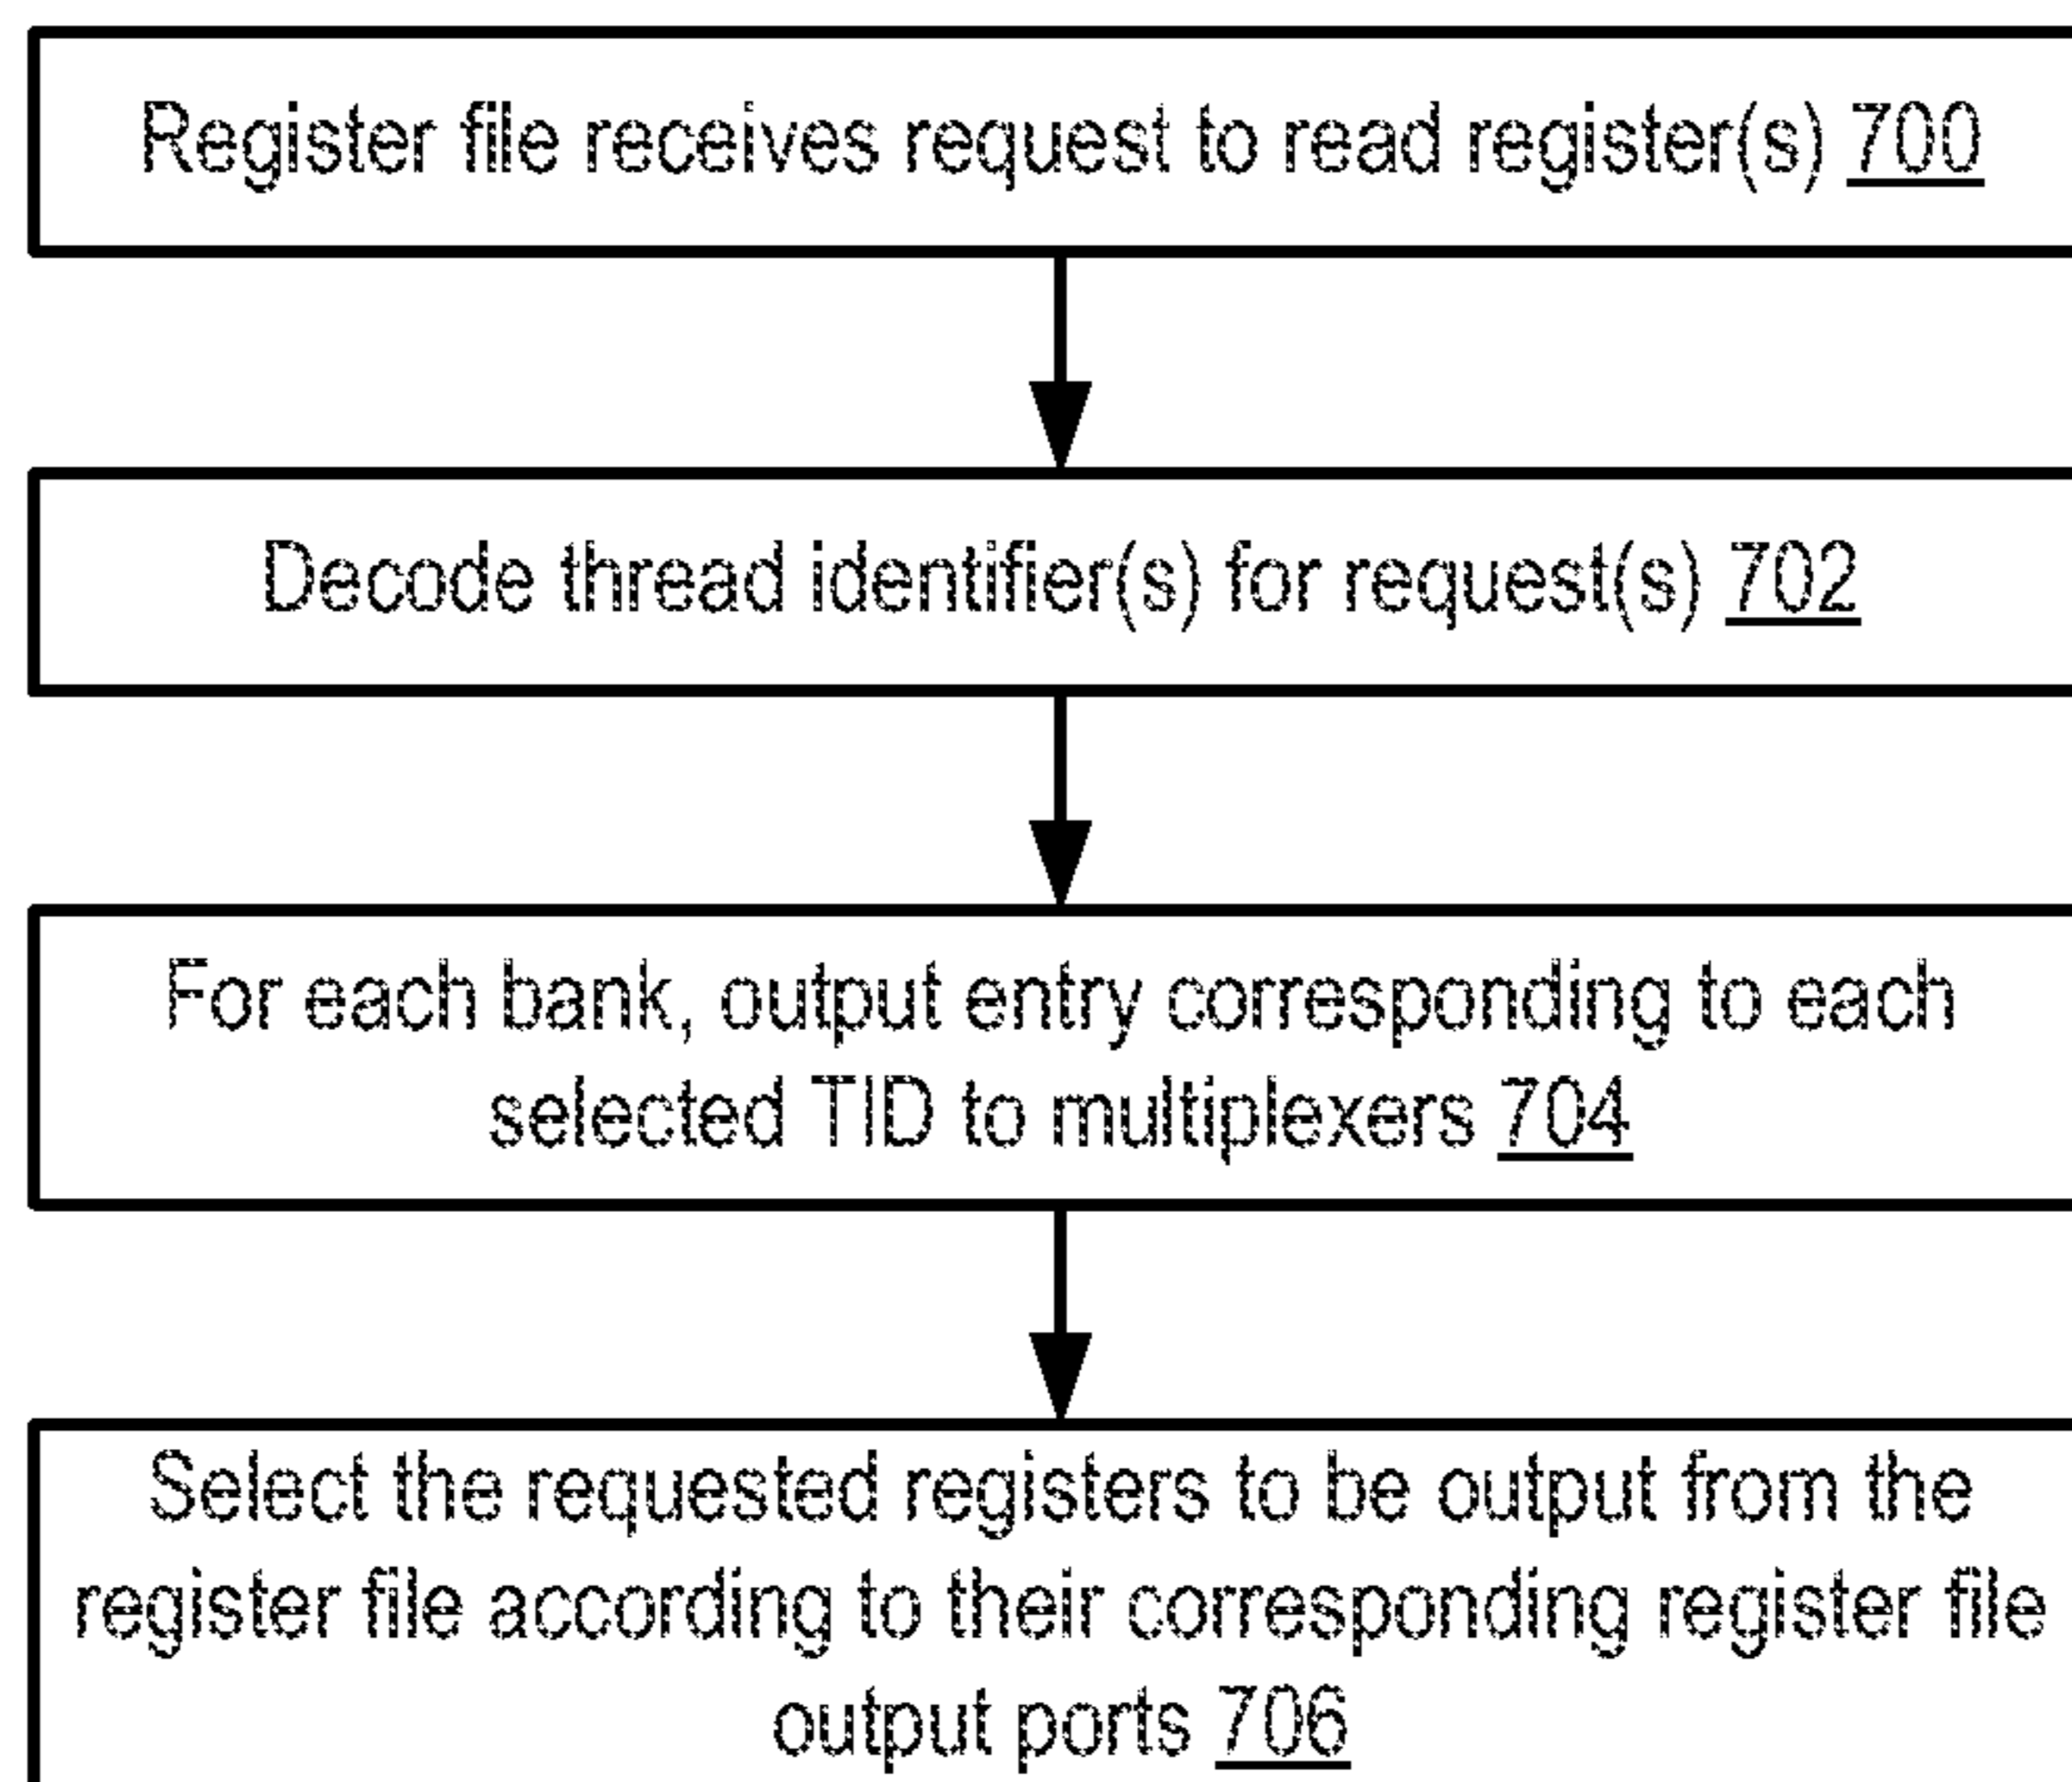 Register file receives request to read register(s) 700
Decode thread identifier(s) for request(s) 702
For each bank, output entry corresponding to each
selected TID to multiplexers 704
Select the requested registers to be output from the
register file according to their corresponding register file
output ports 706